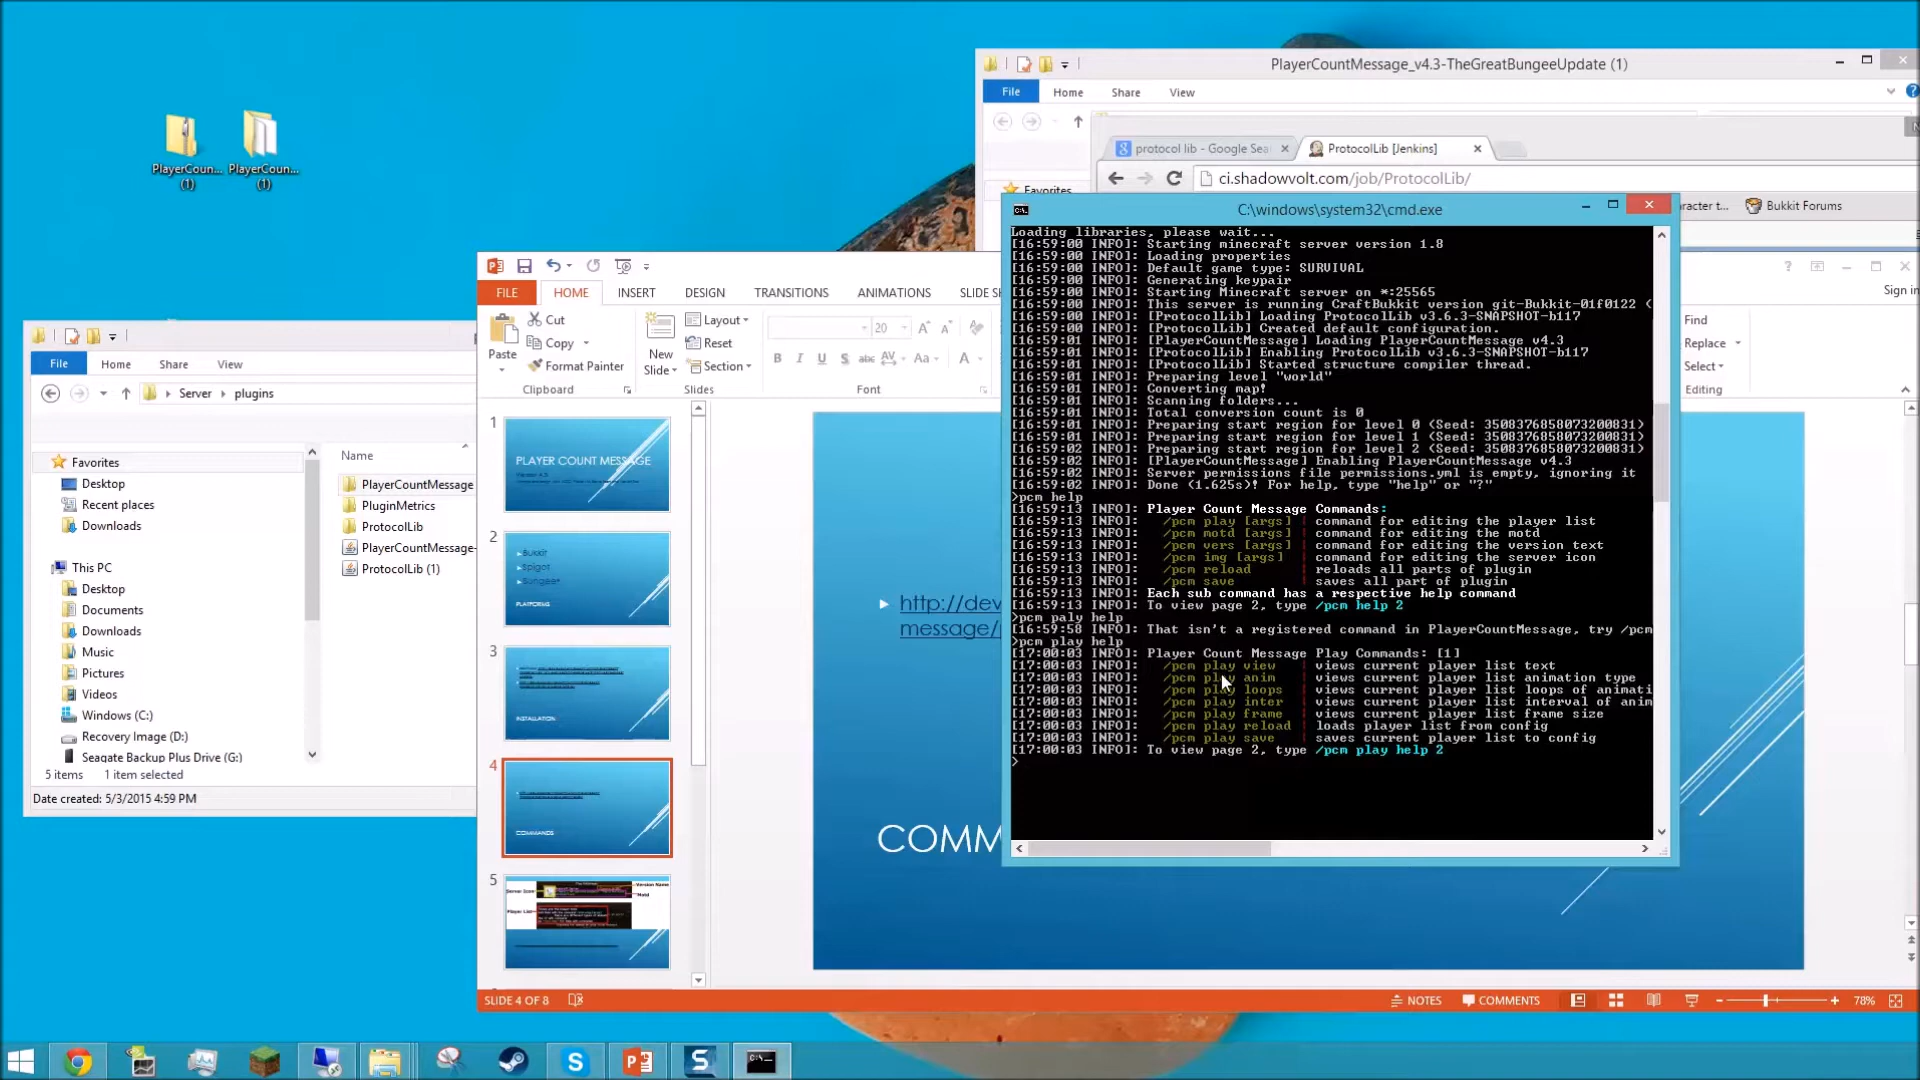 PlayerCoun... (1)
PlayerCoun... (1)
PlayerCountMessage_v4.3-TheGreatBungeeUpdate (1)
File Home Share View
protocol lib - Google Sea
ProtocolLib [Jenkins]
ci.shadowvolt.com/job/ProtocolLib/
Favorites
aracter t...
Bukkit Forums
C:\windows\system32\cmd.exe
Loading libraries, please wait...
[16:59:00 INFO]: Starting minecraft server version 1.8
[16:59:00 INFO]: Loading properties
[16:59:00 INFO]: Default game type: SURVIVAL
[16:59:00 INFO]: Generating keypair
[16:59:00 INFO]: Starting Minecraft server on *:25565
[16:59:00 INFO]: This server is running CraftBukkit version git-Bukkit-01f0122 (
[16:59:01 INFO]: [ProtocolLib] Loading ProtocolLib v3.6.3-SNAPSHOT-b117
[16:59:01 INFO]: [ProtocolLib] Created default configuration.
[16:59:01 INFO]: [PlayerCountMessage] Loading PlayerCountMessage v4.3
[16:59:01 INFO]: [ProtocolLib] Enabling ProtocolLib v3.6.3-SNAPSHOT-b117
[16:59:01 INFO]: [ProtocolLib] Started structure compiler thread.
[16:59:01 INFO]: Preparing level "world"
[16:59:01 INFO]: Converting map!
[16:59:01 INFO]: Scanning folders...
[16:59:01 INFO]: Total conversion count is 0
[16:59:01 INFO]: Preparing start region for level 0 (Seed: 3508376858073200831)
[16:59:01 INFO]: Preparing start region for level 1 (Seed: 3508376858073200831)
[16:59:02 INFO]: Preparing start region for level 2 (Seed: 3508376858073200831)
[16:59:02 INFO]: [PlayerCountMessage] Enabling PlayerCountMessage v4.3
[16:59:02 INFO]: Server permissions file permissions.yml is empty, ignoring it
[16:59:02 INFO]: Done (1.625s)! For help, type "help" or "?"
>pcm help
[16:59:13 INFO]: Player Count Message Commands:
[16:59:13 INFO]: /pcm play [args] | command for editing the player list
[16:59:13 INFO]: /pcm motd [args] | command for editing the motd
[16:59:13 INFO]: /pcm vers [args] | command for editing the version text
[16:59:13 INFO]: /pcm img [args] | command for editing the server icon
[16:59:13 INFO]: /pcm reload | reloads all parts of plugin
[16:59:13 INFO]: /pcm save | saves all part of plugin
[16:59:13 INFO]: Each sub command has a respective help command
[16:59:13 INFO]: To view page 2, type /pcm help 2
>pcm paly help
[16:59:58 INFO]: That isn't a registered command in PlayerCountMessage, try /pcm
>pcm play help
[17:00:03 INFO]: Player Count Message Play Commands: [1]
[17:00:03 INFO]: /pcm play view | views current player list text
[17:00:03 INFO]: /pcm play anim | views current player list animation type
[17:00:03 INFO]: /pcm play loops | views current player list loops of animati
[17:00:03 INFO]: /pcm play inter | views current player list interval of anim
[17:00:03 INFO]: /pcm play frame | views current player list frame size
[17:00:03 INFO]: /pcm play reload | loads player list from config
[17:00:03 INFO]: /pcm play save | saves current player list to config
[17:00:03 INFO]: To view page 2, type /pcm play help 2
>
FILE HOME INSERT DESIGN TRANSITIONS ANIMATIONS SLIDE SH
Sign in
Paste
Cut
Copy
Format Painter
Clipboard
New Slide
Layout
Reset
Section
Slides
20
Font
Find
Replace
Select
Editing
1
PLAYER COUNT MESSAGE
2
Bukkit
Spigot
Bungee+
PLATFORMS
3
INSTALLATION
4
COMMANDS
5
Server Icon
Version Name
Motd
Player List
http://dev
message/
COMM
SLIDE 4 OF 8
NOTES
COMMENTS
78%
File Home Share View
Server plugins
Favorites
Desktop
Recent places
Downloads
This PC
Desktop
Documents
Downloads
Music
Pictures
Videos
Windows (C:)
Recovery Image (D:)
Seagate Backup Plus Drive (G:)
Name
PlayerCountMessage
PluginMetrics
ProtocolLib
PlayerCountMessage-
ProtocolLib (1)
5 items 1 item selected
Date created: 5/3/2015 4:59 PM